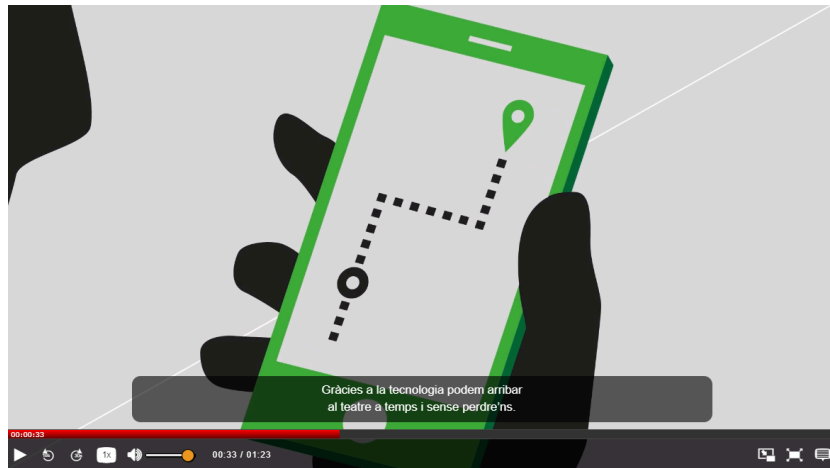 Gràcies a la tecnologia podem arribar
al teatre a temps i sense perdre'ns.
00:00:33
1x
00:33 / 01:23